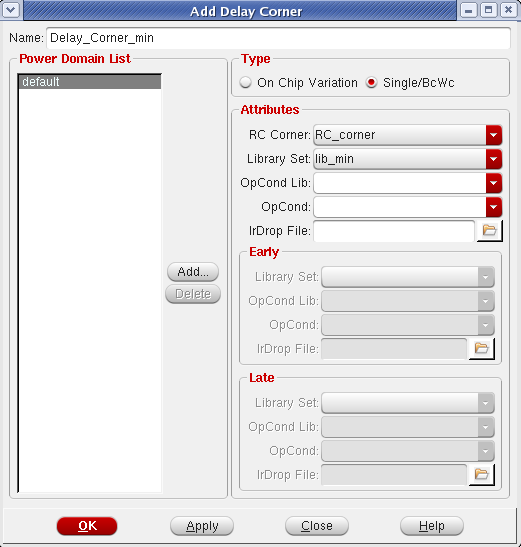 Add Delay Corner
Name: Delay_Corner_min
Power Domain List
default
Add...
Delete
Type
On Chip Variation
Single/BcWc
Attributes
RC Corner: RC_corner
Library Set: lib_min
OpCond Lib:
OpCond:
IrDrop File:
Early
Library Set:
OpCond Lib:
OpCond:
IrDrop File:
Late
Library Set:
OpCond Lib:
OpCond:
IrDrop File:
OK
Apply
Close
Help